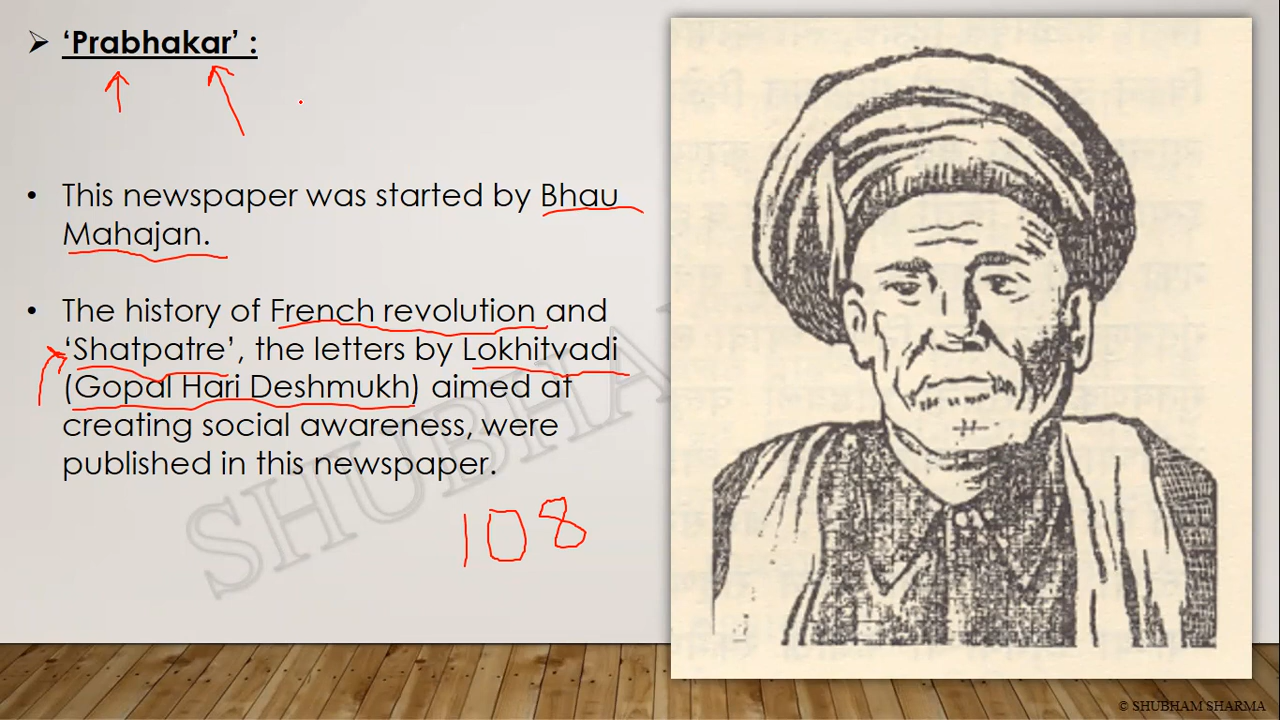 ‘Prabhakar’ :
This newspaper was started by Bhau
Mahajan.
The history of French revolution and
‘Shatpatre’, the letters by Lokhitvadi
(Gopal Hari Deshmukh) aimed at
creating social awareness, were
published in this newspaper.
108
SHUBHA
© SHUBHAM SHARMA